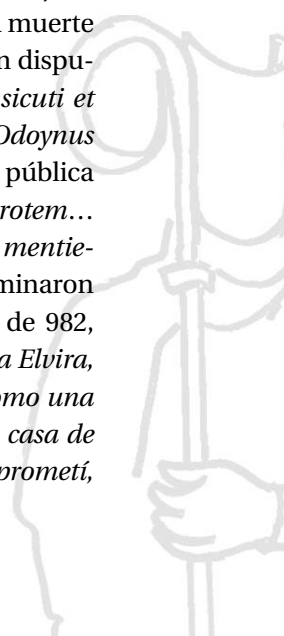 muerte
n dispu-
sicuti et
Odoynus
pública
rotem…
mentie-
minaron
de 982,
a Elvira,
omo una
casa de
prometí,